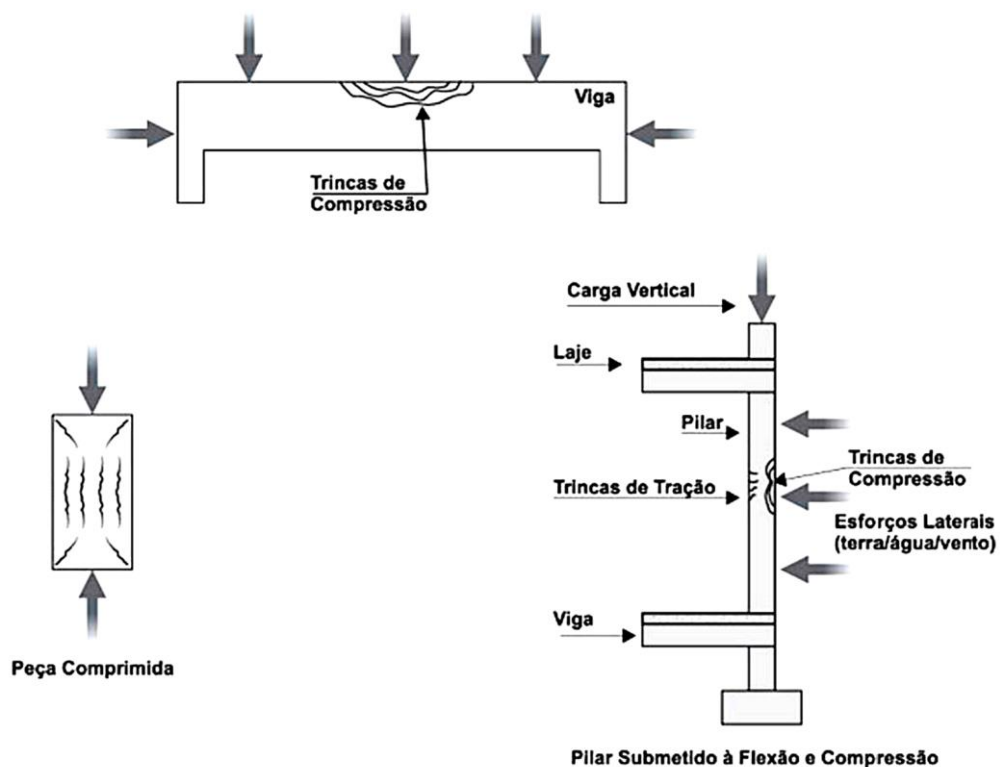 Viga
Trincas de
Compressão
Carga Vertical
Laje
Pilar
Trincas de
Compressão
Trincas de Tração
Esforços Laterais
(terra/água/vento)
Viga
Peça Comprimida
Pilar Submetido à Flexão e Compressão